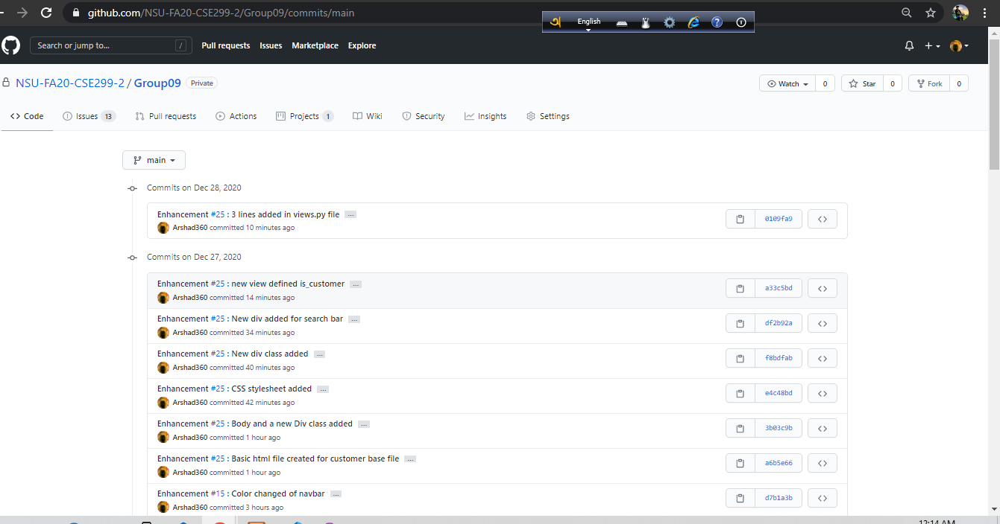 github.com/NSU-FA20-CSE299-2/Group09/commits/main
অ English
Search or jump to... / Pull requests Issues Marketplace Explore
NSU-FA20-CSE299-2 / Group09 Private Watch 0 Star 0 Fork 0
Code Issues 13 Pull requests Actions Projects 1 Wiki Security Insights Settings
main
Commits on Dec 28, 2020
Enhancement #25 : 3 lines added in views.py file ...
Arshad360 committed 10 minutes ago
0109fa9
Commits on Dec 27, 2020
Enhancement #25 : new view defined is_customer ...
Arshad360 committed 14 minutes ago
a33c5bd
Enhancement #25 : New div added for search bar ...
Arshad360 committed 34 minutes ago
df2b92a
Enhancement #25 : New div class added ...
Arshad360 committed 40 minutes ago
f8bdfab
Enhancement #25 : CSS stylesheet added ...
Arshad360 committed 42 minutes ago
e4c48bd
Enhancement #25 : Body and a new Div class added ...
Arshad360 committed 1 hour ago
3b03c9b
Enhancement #25 : Basic html file created for customer base file ...
Arshad360 committed 1 hour ago
a6b5e66
Enhancement #15 : Color changed of navbar ...
Arshad360 committed 3 hours ago
d7b1a3b
12:14 AM